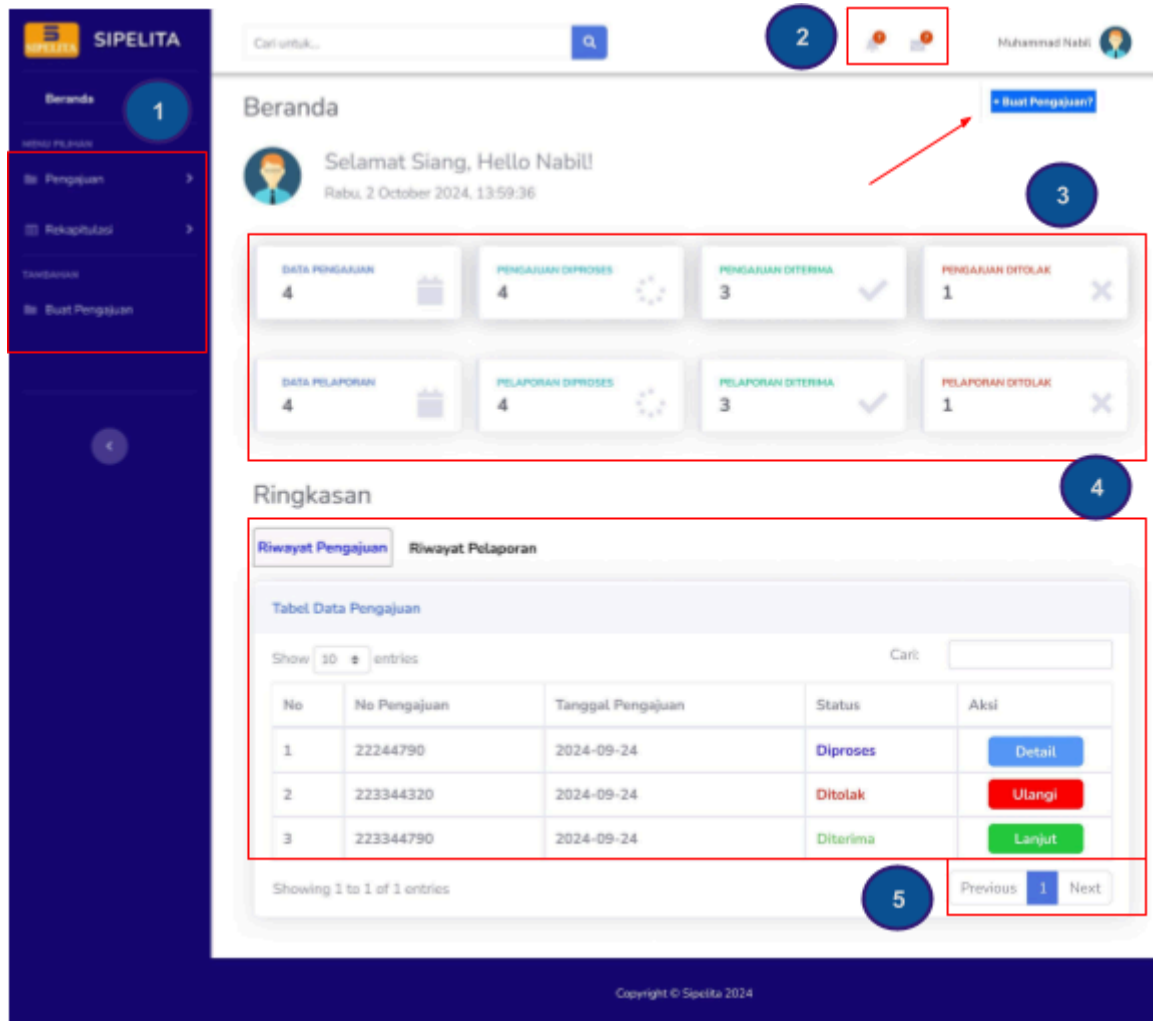 SIPELITA
SIPELITA
Cari untuk...
2
Muhammad Nabil
Beranda
1
MENU PILIHAN
Pengajuan
Rekapitulasi
TAMBAHAN
Buat Pengajuan
Beranda
+ Buat Pengajuan?
Selamat Siang, Hello Nabil!
Rabu, 2 October 2024, 13:59:36
3
DATA PENGAJUAN PENGAJUAN DIPROSES PENGAJUAN DITERIMA PENGAJUAN DITOLAK
4 4 3 1
DATA PELAPORAN PELAPORAN DIPROSES PELAPORAN DITERIMA PELAPORAN DITOLAK
4 4 3 1
4
Ringkasan
Riwayat Pengajuan Riwayat Pelaporan
Tabel Data Pengajuan
Show 10 entries Cari:
No No Pengajuan Tanggal Pengajuan Status Aksi
1 22244790 2024-09-24 Diproses Detail
2 223344320 2024-09-24 Ditolak Ulangi
3 223344790 2024-09-24 Diterima Lanjut
Showing 1 to 1 of 1 entries
5
Previous 1 Next
Copyright © Sipelita 2024